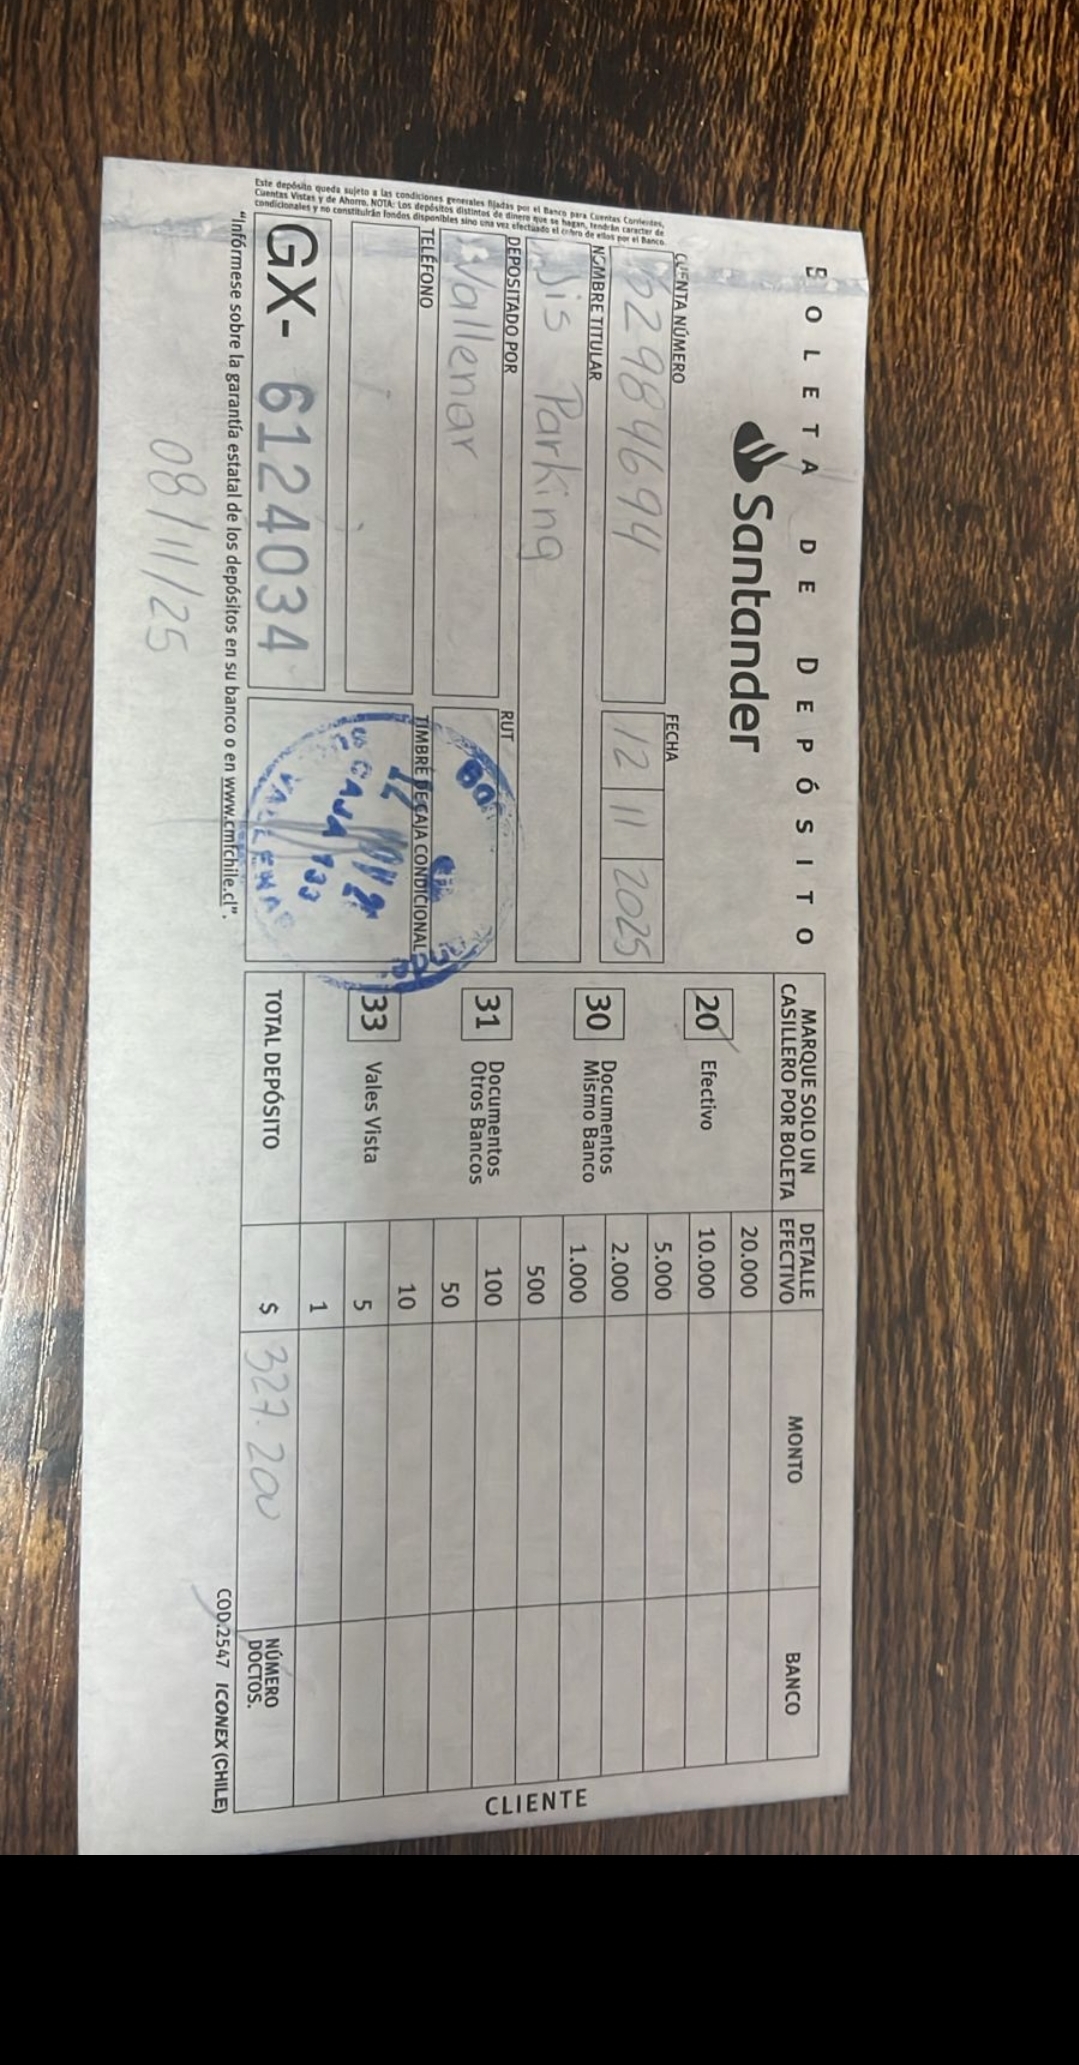 BOLETA DE DEPÓSITO
Santander
CUENTA NÚMERO
FECHA
12 11 2025
NOMBRE TITULAR
Jis Parking
DEPOSITADO POR
RUT
Vallenar
TELÉFONO
TIMBRE DE CAJA CONDICIONAL
CAJA 133
VALLENAR
GX- 6124034
Este depósito queda sujeto a las condiciones generales fijadas por el Banco para Cuentas Corrientes,
Cuentas Vistas y de Ahorro. NOTA: Los depósitos distintos de dinero que se hagan, tendrán caracter de
condicionales y no constituirán fondos disponibles sino una vez efectuado el cobro de ellos por el Banco.
"Infórmese sobre la garantía estatal de los depósitos en su banco o en www.cmfchile.cl".
08/11/25
MARQUE SOLO UN
CASILLERO POR BOLETA
DETALLE
EFECTIVO
MONTO
BANCO
20 Efectivo
30 Documentos
Mismo Banco
31 Documentos
Otros Bancos
33 Vales Vista
20.000
10.000
5.000
2.000
1.000
500
100
50
10
5
1
TOTAL DEPÓSITO $ 327.200
NÚMERO
DOCTOS.
COD.2547 ICONEX (CHILE)
CLIENTE